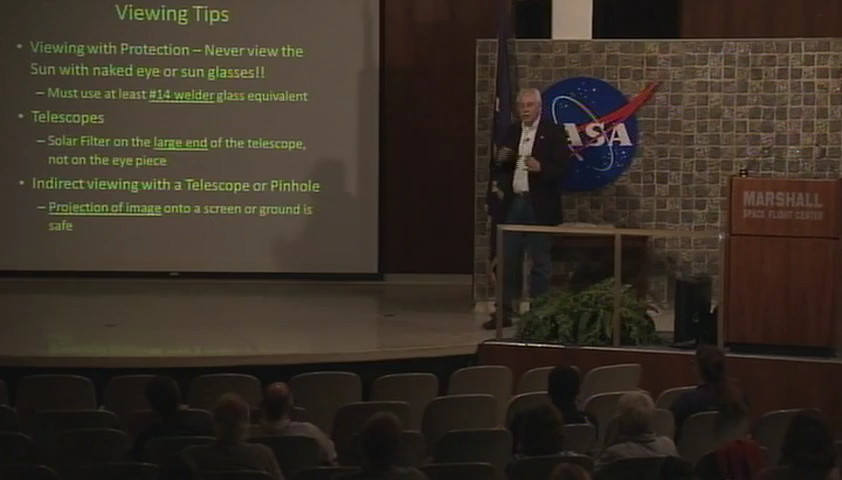 Viewing Tips
• Viewing with Protection – Never view the
Sun with naked eye or sun glasses!!
– Must use at least #14 welder glass equivalent
• Telescopes
– Solar Filter on the large end of the telescope,
not on the eye piece
• Indirect viewing with a Telescope or Pinhole
– Projection of image onto a screen or ground is
safe
ASA
MARSHALL
SPACE FLIGHT CENTER